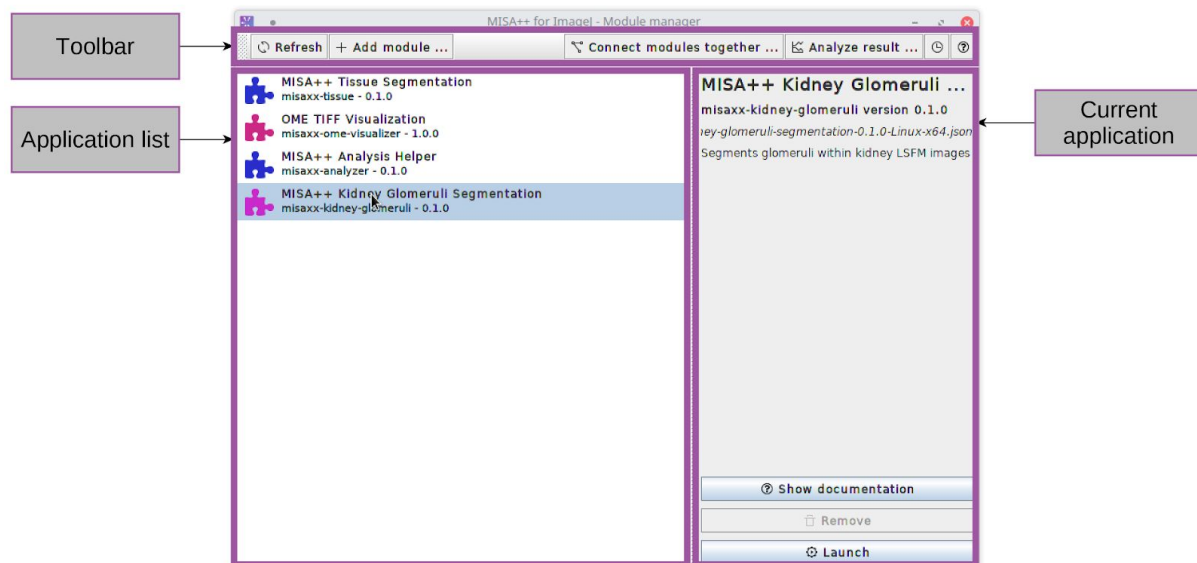 MISA++ for ImageJ - Module manager
Toolbar
Refresh
Add module ...
Connect modules together ...
Analyze result ...
Application list
MISA++ Tissue Segmentation
misaxx-tissue - 0.1.0
OME TIFF Visualization
misaxx-ome-visualizer - 1.0.0
MISA++ Analysis Helper
misaxx-analyzer - 0.1.0
MISA++ Kidney Glomeruli Segmentation
misaxx-kidney-glomeruli - 0.1.0
Current
application
MISA++ Kidney Glomeruli ...
misaxx-kidney-glomeruli version 0.1.0
ey-glomeruli-segmentation-0.1.0-Linux-x64.json
Segments glomeruli within kidney LSFM images
Show documentation
Remove
Launch